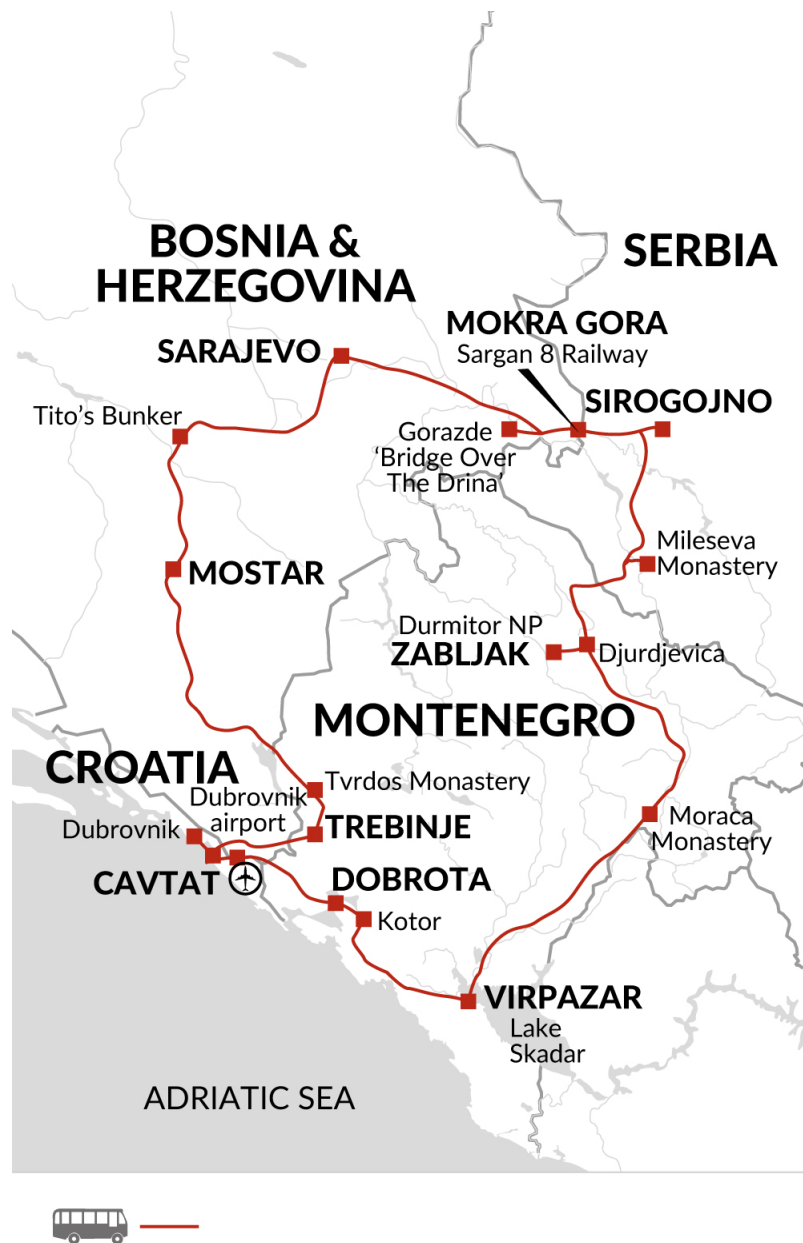 BOSNIA &
HERZEGOVINA
SERBIA
MOKRA GORA
Sargan 8 Railway
SARAJEVO
SIROGOJNO
Tito's Bunker
Gorazde
‘Bridge Over
The Drina’
Mileseva
Monastery
MOSTAR
Durmitor NP
ZABLJAK
Djurdjevica
MONTENEGRO
CROATIA
Tvrdos Monastery
Dubrovnik
airport
Dubrovnik
TREBINJE
Moraca
Monastery
CAVTAT
DOBROTA
Kotor
VIRPAZAR
Lake
Skadar
ADRIATIC SEA